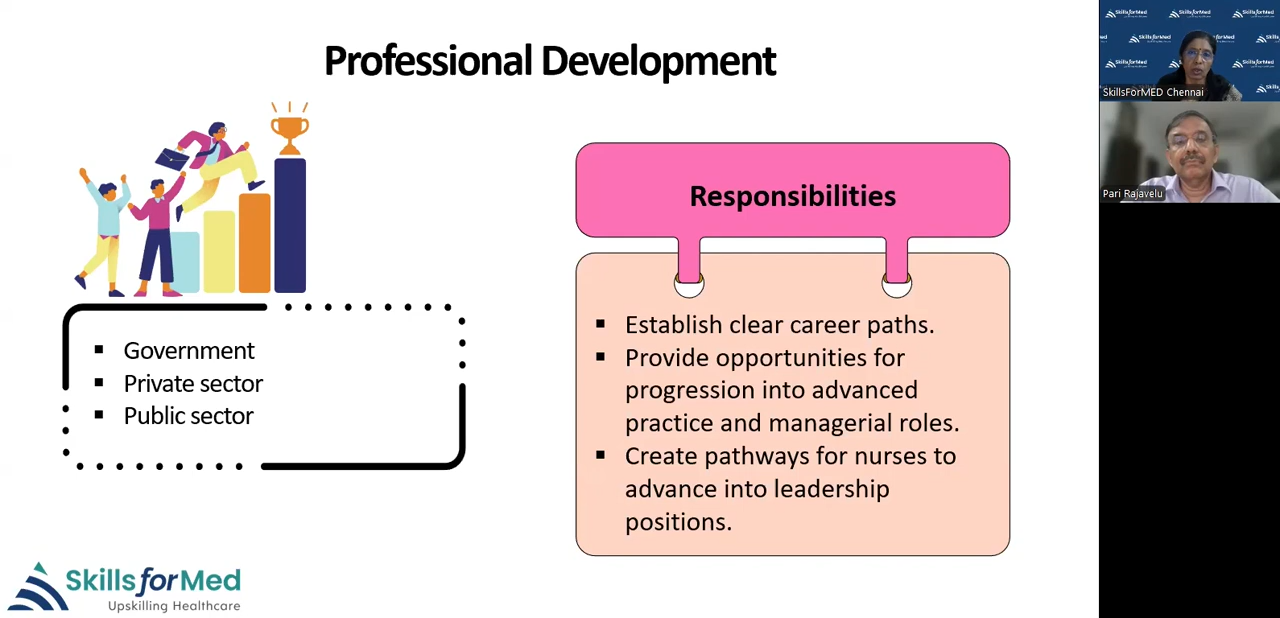 Professional Development
Government
Private sector
Public sector
Responsibilities
Establish clear career paths.
Provide opportunities for
progression into advanced
practice and managerial roles.
Create pathways for nurses to
advance into leadership
positions.
SkillsforMed
Upskilling Healthcare
SkillsForMED Chennai
Pari Rajavelu